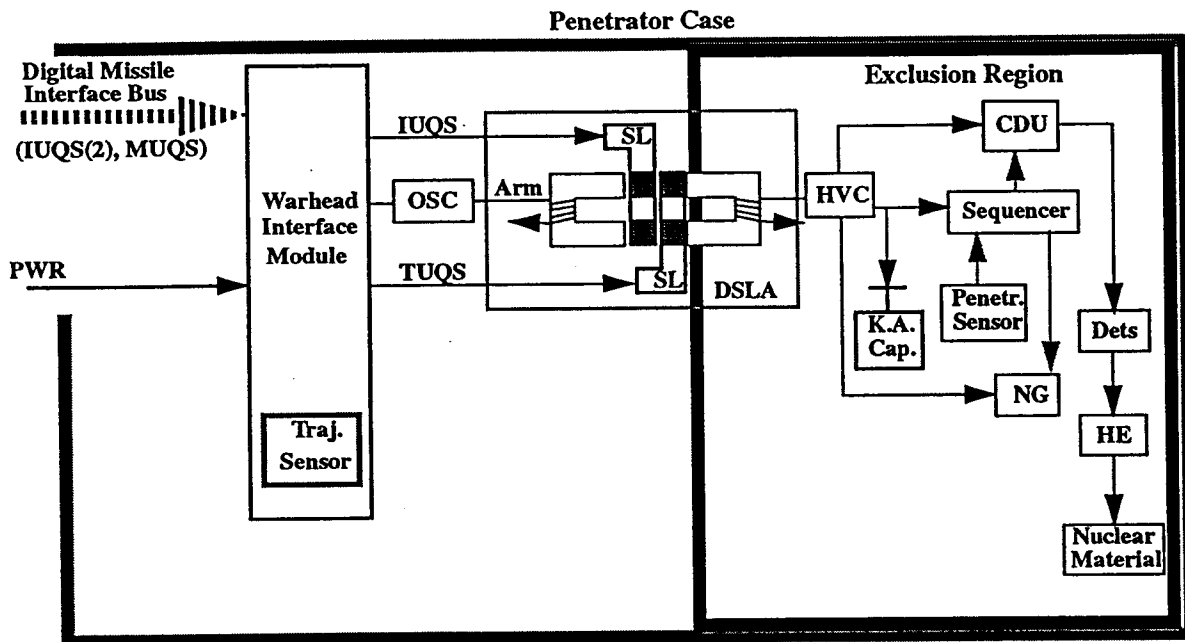 Penetrator Case
Digital Missile
Interface Bus
(IUQS(2), MUQS)
PWR
Warhead
Interface
Module
Traj.
Sensor
IUQS
OSC
Arm
TUQS
SL
SL
DSLA
Exclusion Region
HVC
CDU
Sequencer
Penetr.
Sensor
K.A.
Cap.
NG
Dets
HE
Nuclear
Material